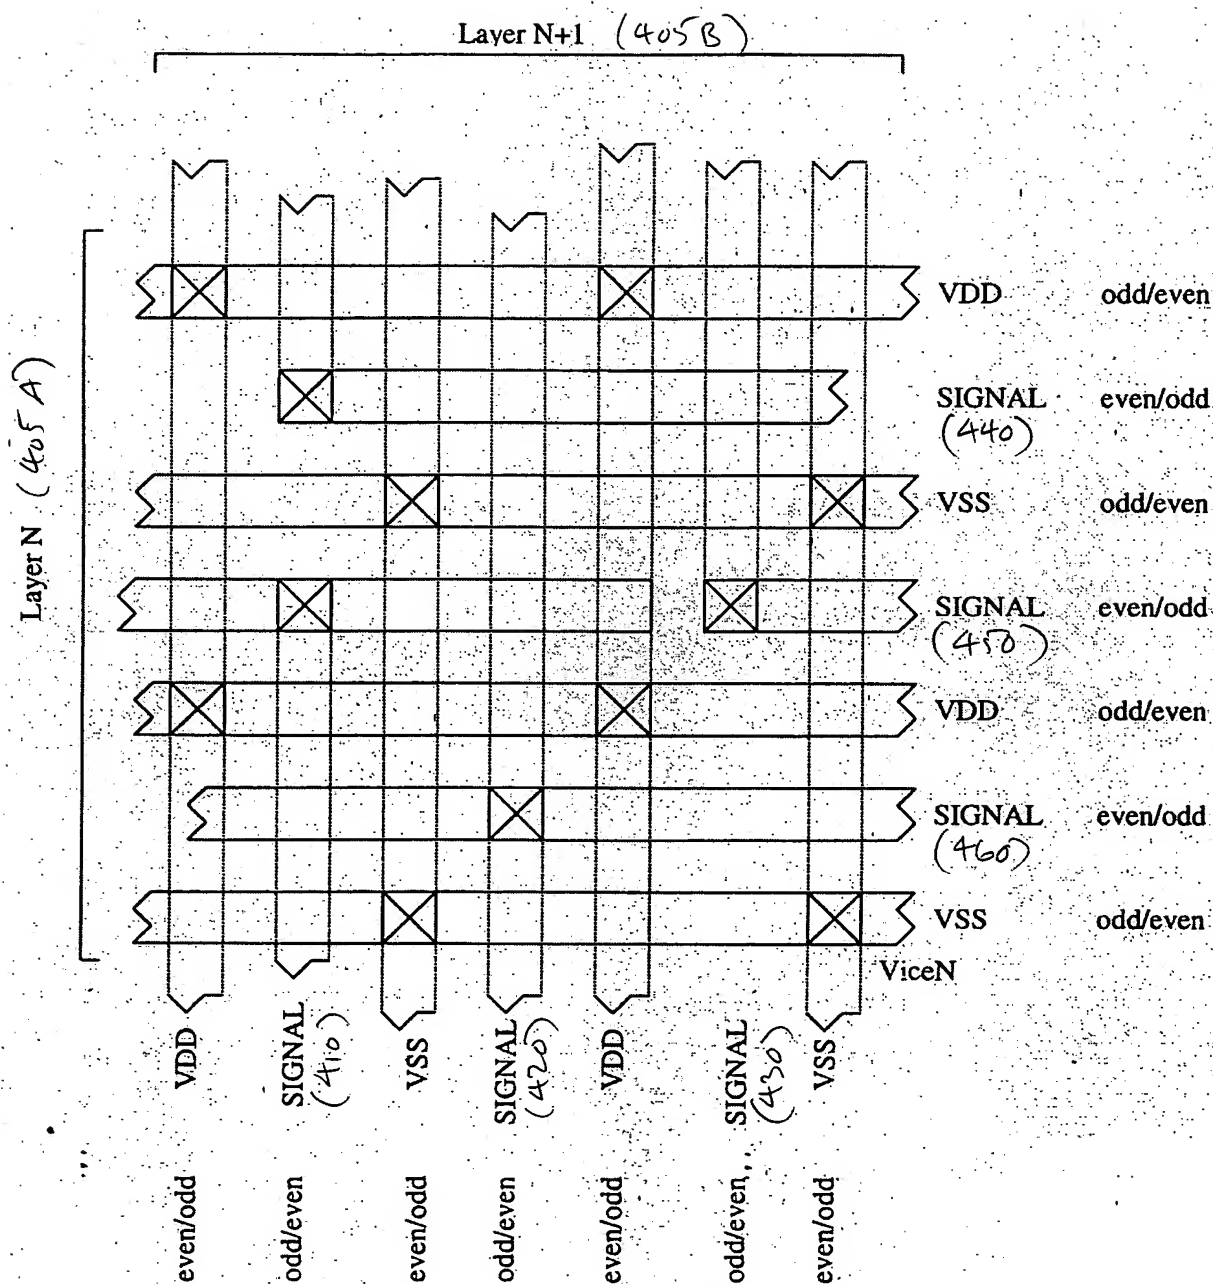 Layer N+1 (405B)
Layer N (405A)
VDD odd/even
SIGNAL even/odd
(440)
VSS odd/even
SIGNAL even/odd
(450)
VDD odd/even
SIGNAL even/odd
(460)
VSS odd/even
ViceN
VDD
SIGNAL
(410)
VSS
SIGNAL
(420)
VDD
SIGNAL
(430)
VSS
even/odd
odd/even
even/odd
odd/even
even/odd
odd/even
even/odd